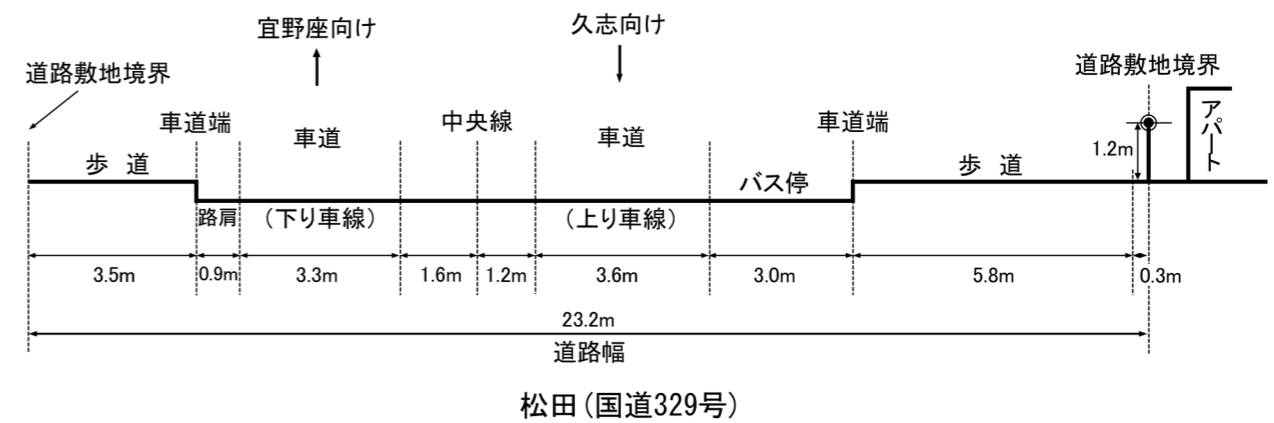 宜野座向け
久志向け
道路敷地境界
道路敷地境界
車道端
車道
中央線
車道
車道端
アパート
1.2m
歩 道
バス停
歩 道
路肩
(下り車線)
(上り車線)
3.5m
0.9m
3.3m
1.6m
1.2m
3.6m
3.0m
5.8m
0.3m
23.2m
道路幅
松田(国道329号)